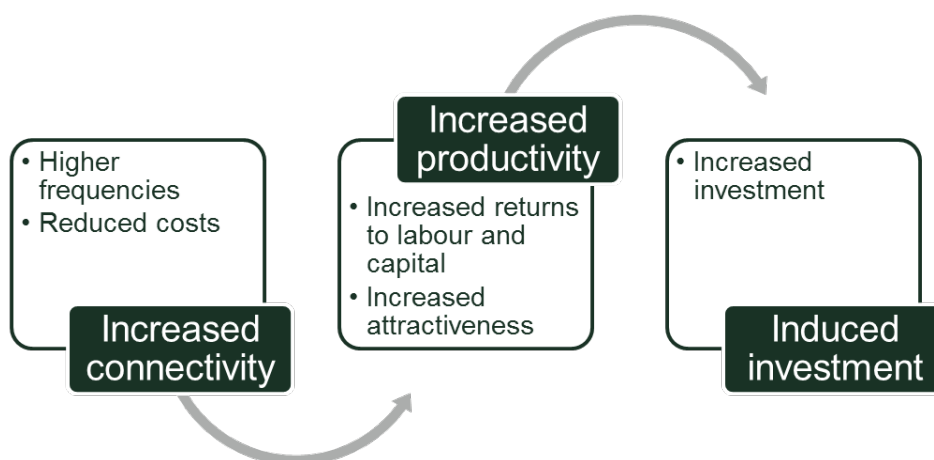 • Higher
frequencies
• Reduced costs
Increased
connectivity
Increased
productivity
• Increased returns
to labour and
capital
• Increased
attractiveness
• Increased
investment
Induced
investment